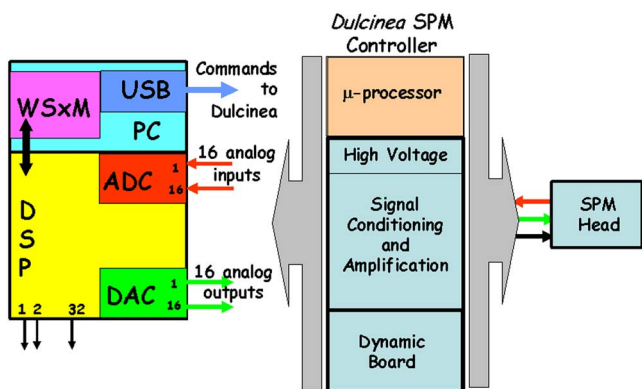 Dulcinea SPM
Controller
WSxM
USB
PC
Commands
to
Dulcinea
μ-processor
ADC
1
16
16 analog
inputs
High Voltage
Signal
Conditioning
and
Amplification
SPM
Head
D
S
P
DAC
1
16
16 analog
outputs
1 2 32
Dynamic
Board